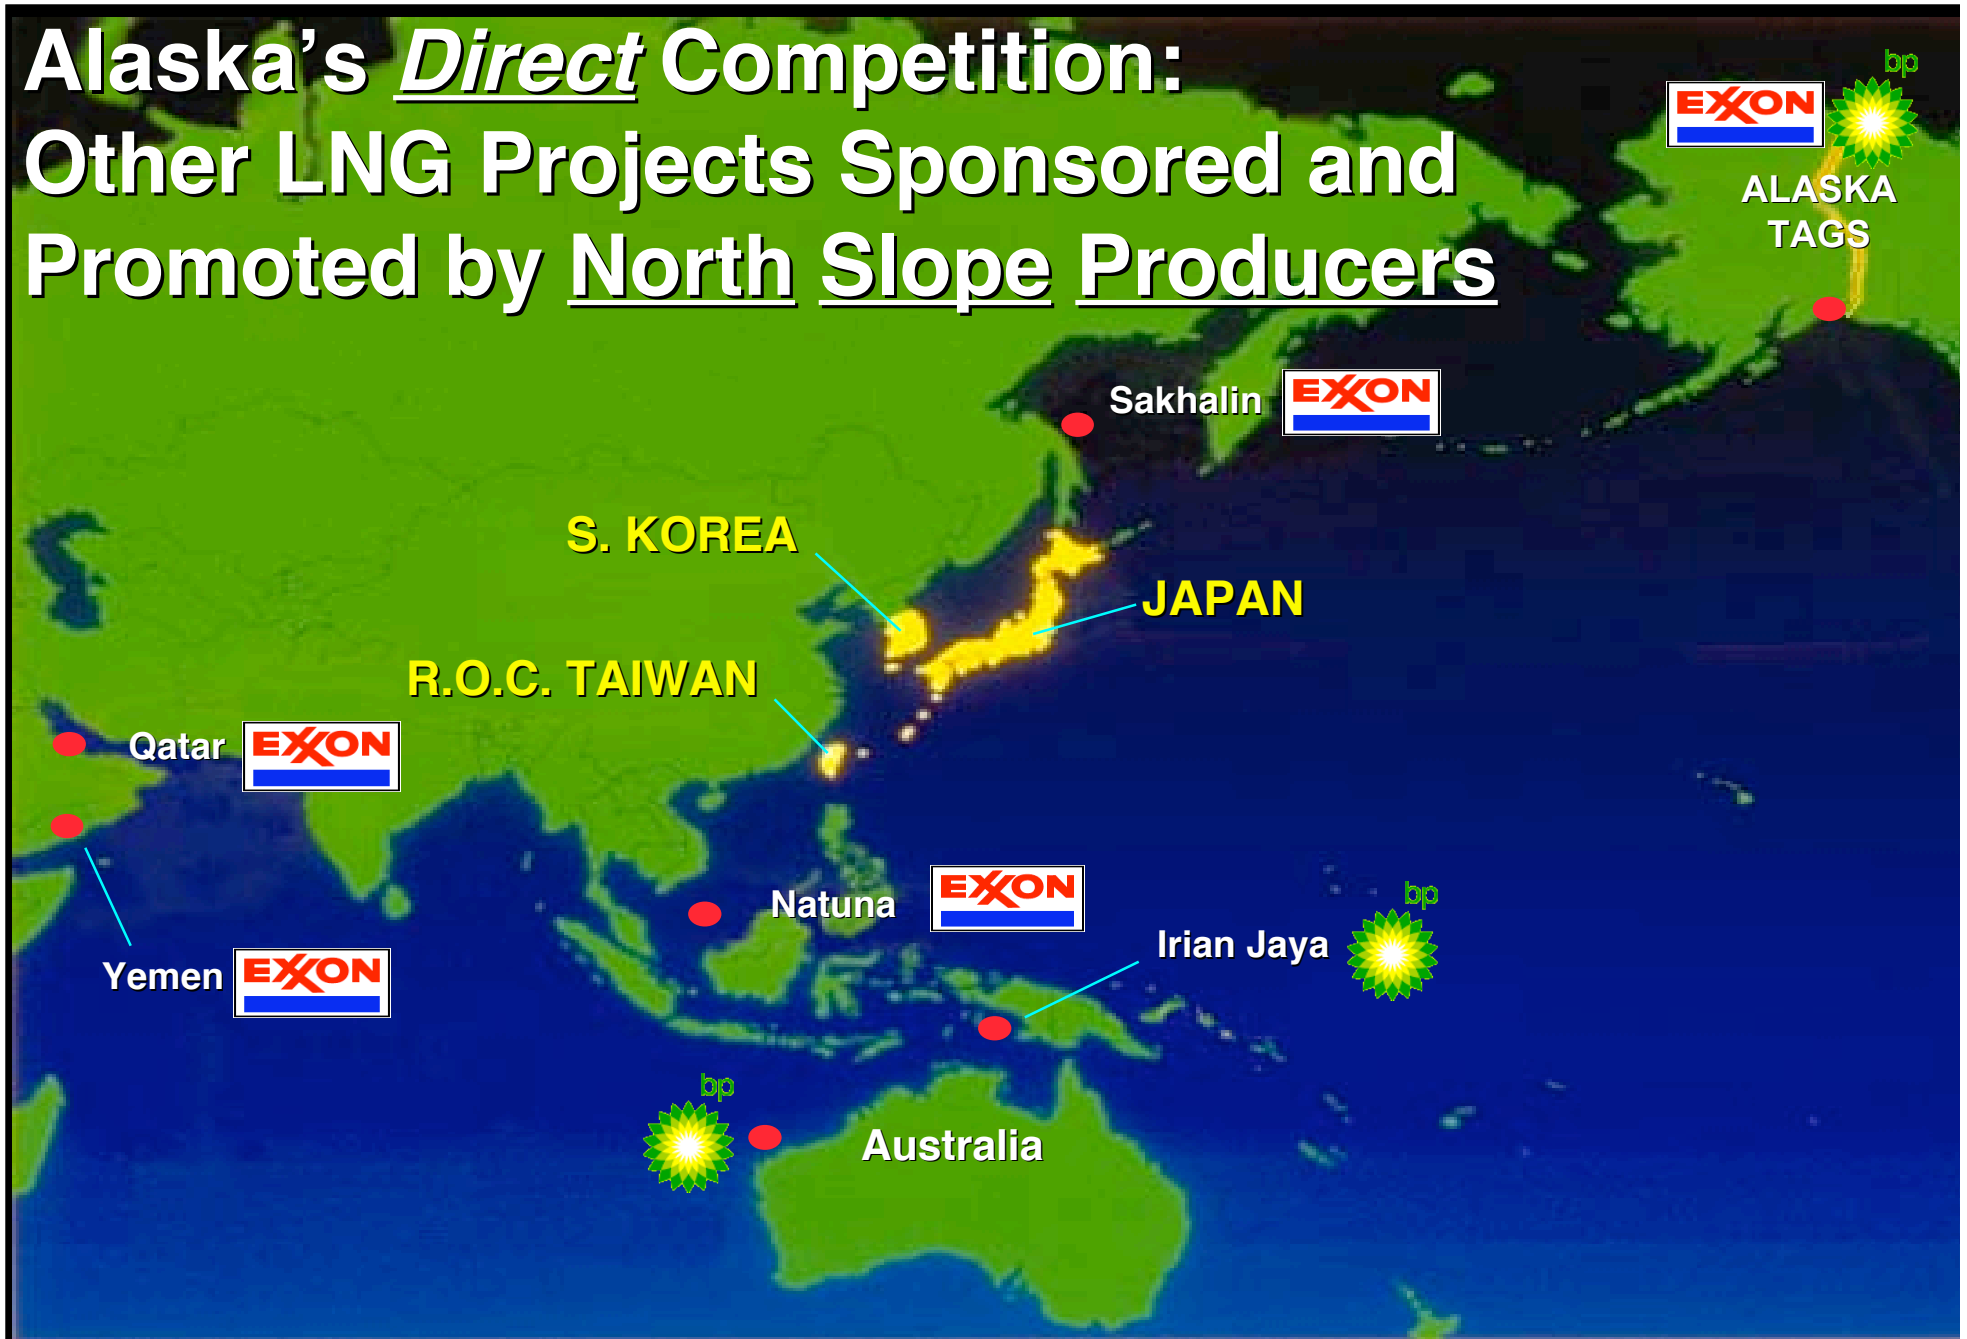 Alaska’s Direct Competition:
Other LNG Projects Sponsored and
Promoted by North Slope Producers
bp
EXXON
ALASKA
TAGS
Sakhalin
EXXON
S. KOREA
JAPAN
R.O.C. TAIWAN
Qatar
EXXON
Natuna
EXXON
bp
Irian Jaya
Yemen
EXXON
bp
Australia